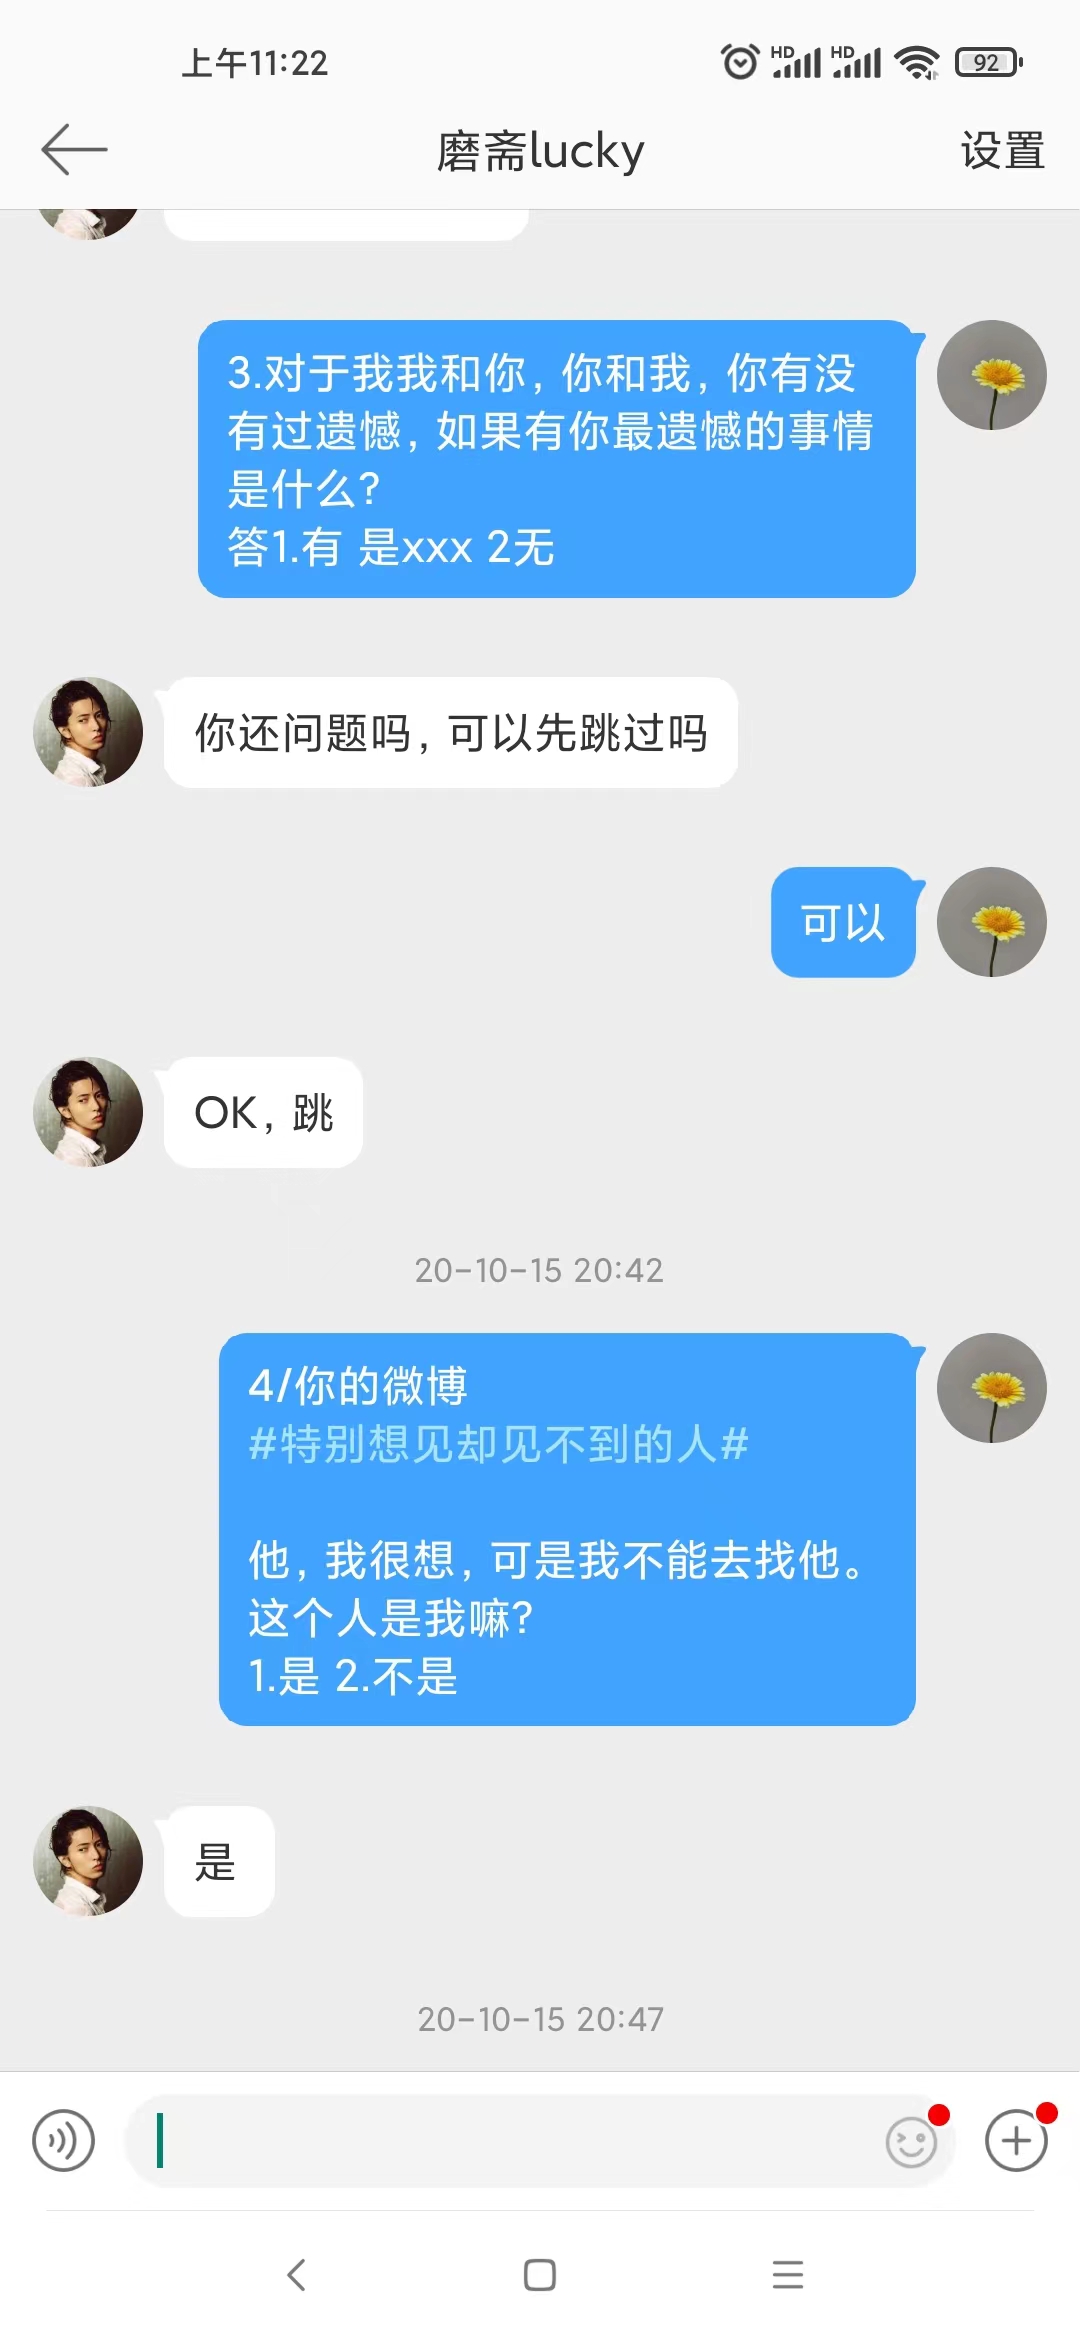 上午11:22
HD HD 92
磨斋lucky
设置
3.对于我我和你, 你和我, 你有没
有过遗憾, 如果有你最遗憾的事情
是什么?
答1.有 是xxx 2无
你还问题吗, 可以先跳过吗
可以
OK, 跳
20-10-15 20:42
4/你的微博
#特别想见却见不到的人#
他, 我很想, 可是我不能去找他。
这个人是我嘛?
1.是 2.不是
是
20-10-15 20:47